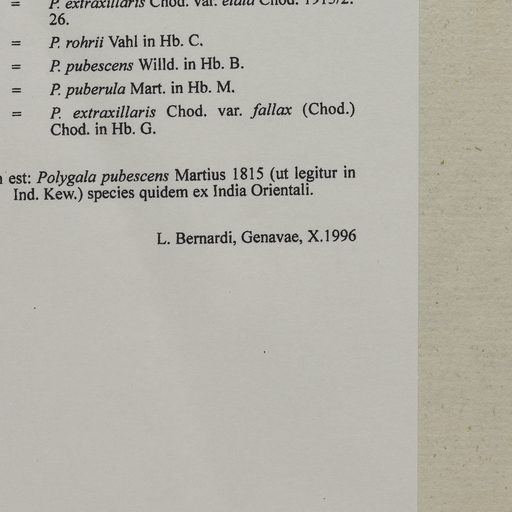 = P. extraxillaris Chod. var. elata Chod. 1913/2:
26.
= P. rohrii Vahl in Hb. C.
= P. pubescens Willd. in Hb. B.
= P. puberula Mart. in Hb. M.
= P. extraxillaris Chod. var. fallax (Chod.)
Chod. in Hb. G.
est: Polygala pubescens Martius 1815 (ut legitur in
Ind. Kew.) species quidem ex India Orientali.
L. Bernardi, Genavae, X.1996